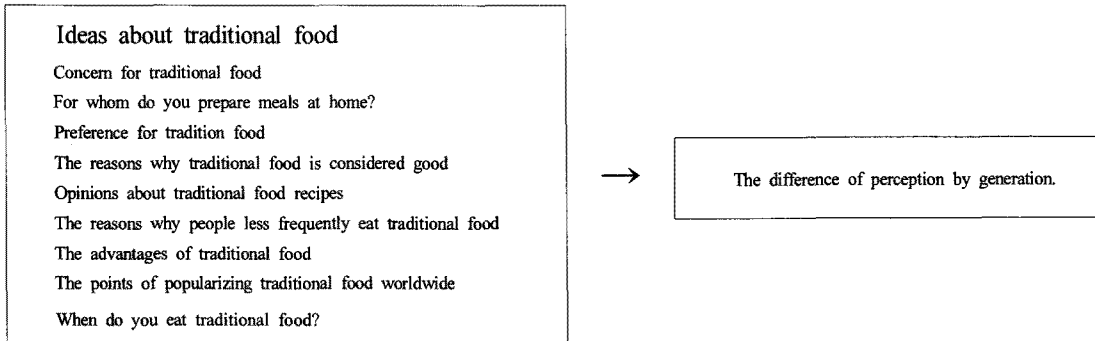 Ideas about traditional food
Concern for traditional food
For whom do you prepare meals at home?
Preference for tradition food
The reasons why traditional food is considered good
Opinions about traditional food recipes
The reasons why people less frequently eat traditional food
The advantages of traditional food
The points of popularizing traditional food worldwide
When do you eat traditional food?
→
The difference of perception by generation.